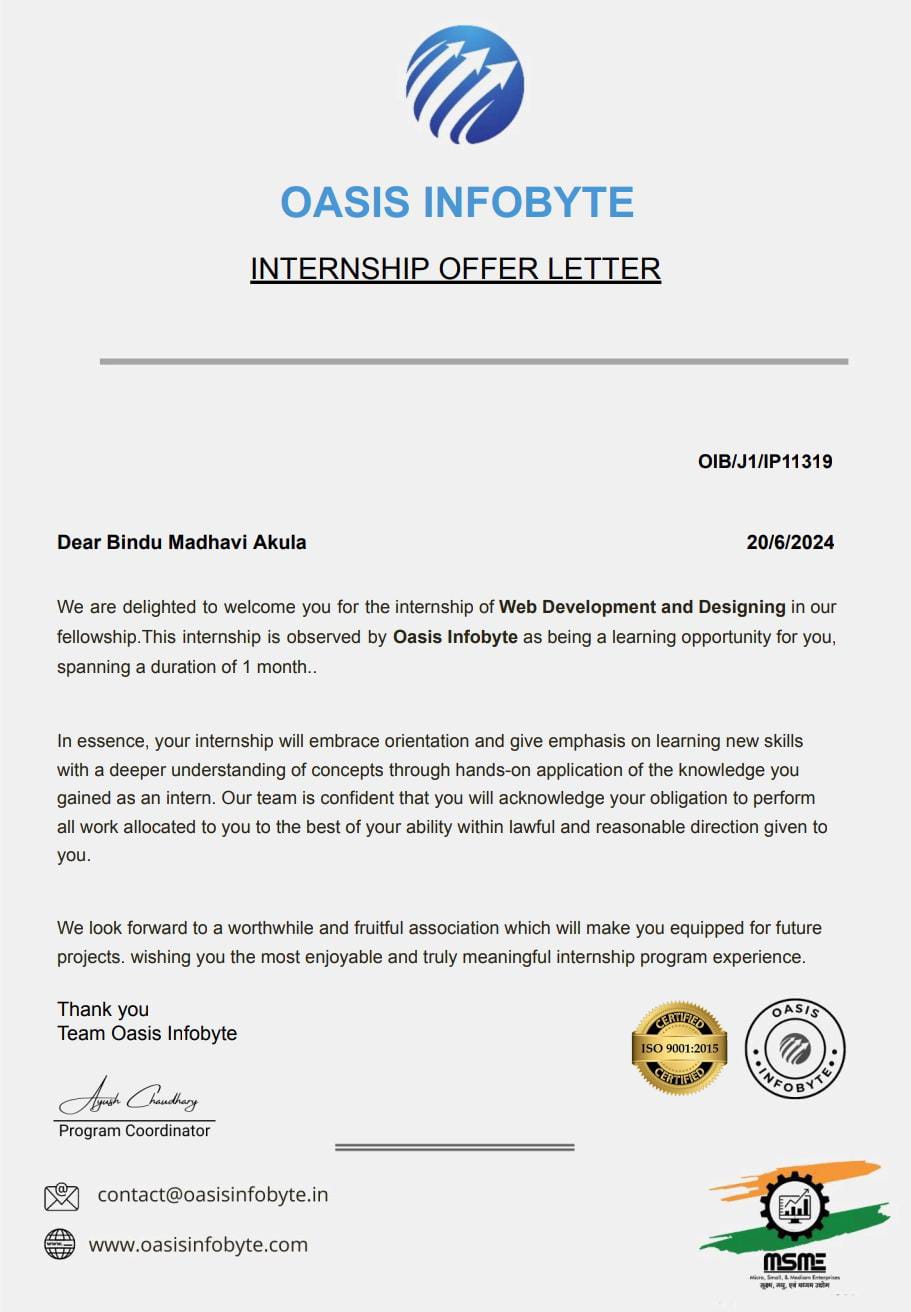 OASIS INFOBYTE
INTERNSHIP OFFER LETTER
OIB/J1/IP11319
Dear Bindu Madhavi Akula 20/6/2024
We are delighted to welcome you for the internship of Web Development and Designing in our
fellowship.This internship is observed by Oasis Infobyte as being a learning opportunity for you,
spanning a duration of 1 month..
In essence, your internship will embrace orientation and give emphasis on learning new skills
with a deeper understanding of concepts through hands-on application of the knowledge you
gained as an intern. Our team is confident that you will acknowledge your obligation to perform
all work allocated to you to the best of your ability within lawful and reasonable direction given to
you.
We look forward to a worthwhile and fruitful association which will make you equipped for future
projects. wishing you the most enjoyable and truly meaningful internship program experience.
Thank you
Team Oasis Infobyte
CERTIFIED
ISO 9001:2015
CERTIFIED
OASIS
INFOBYTE
Ayush Chaudhary
Program Coordinator
contact@oasisinfobyte.in
www.oasisinfobyte.com
MSME
Micro, Small, & Medium Enterprises
सूक्ष्म, लघु, एवं मध्यम उद्योग